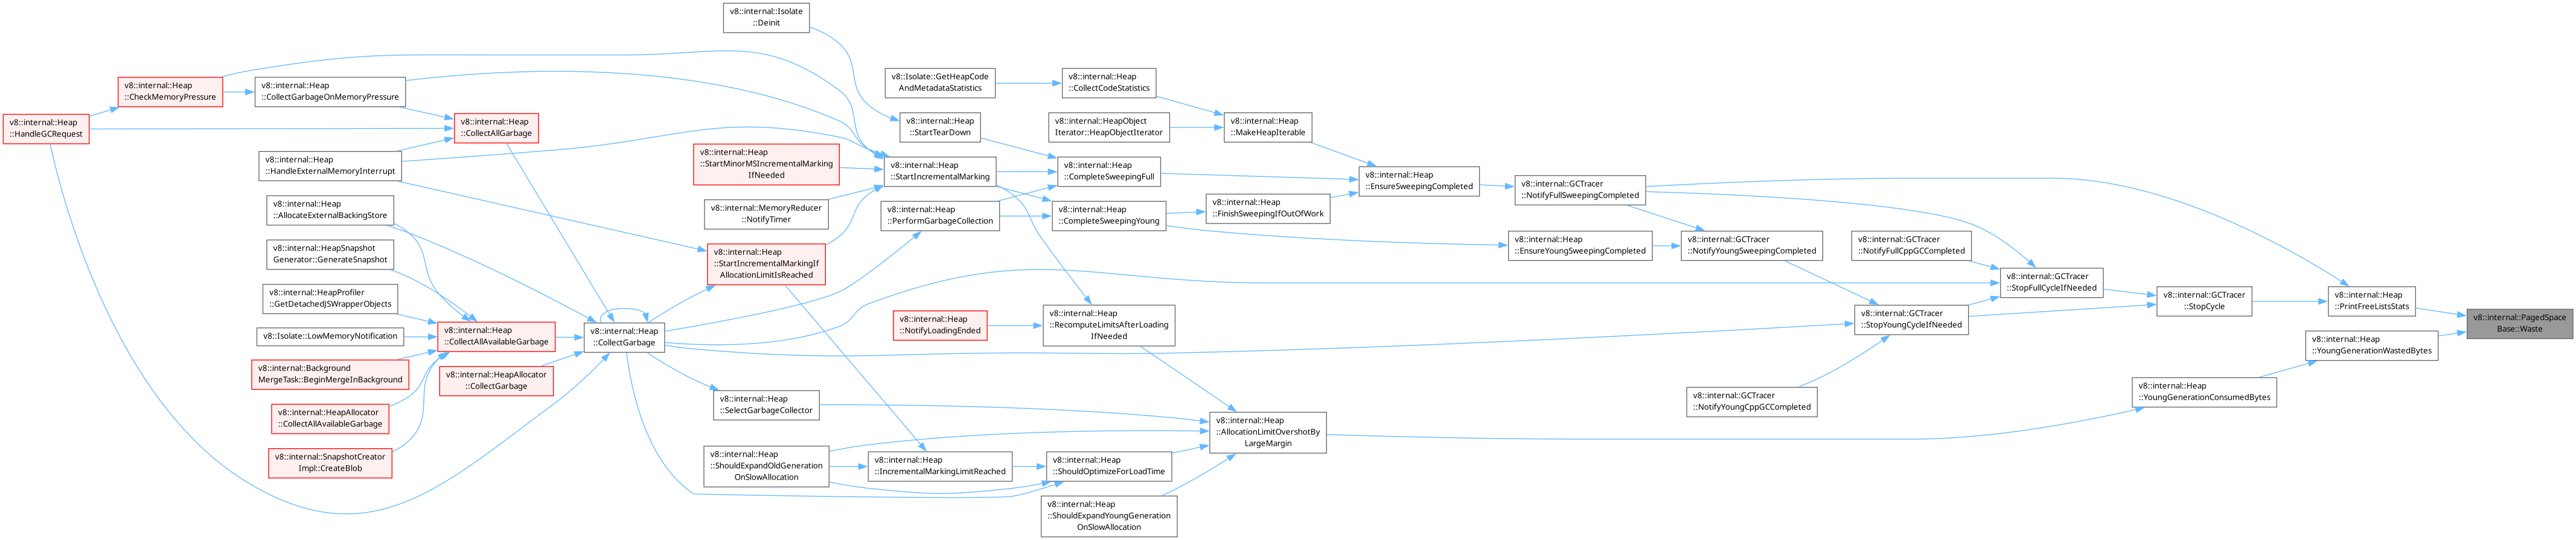 v8::internal::Isolate
::Deinit
v8::internal::Heap
::CheckMemoryPressure
v8::internal::Heap
::CollectGarbageOnMemoryPressure
v8::Isolate::GetHeapCode
AndMetadataStatistics
v8::internal::Heap
::CollectCodeStatistics
v8::internal::Heap
::HandleGCRequest
v8::internal::Heap
::CollectAllGarbage
v8::internal::Heap
::StartTearDown
v8::internal::HeapObject
Iterator::HeapObjectIterator
v8::internal::Heap
::MakeHeapIterable
v8::internal::Heap
::HandleExternalMemoryInterrupt
v8::internal::Heap
::StartMinorMSIncrementalMarking
IfNeeded
v8::internal::Heap
::StartIncrementalMarking
v8::internal::Heap
::CompleteSweepingFull
v8::internal::Heap
::EnsureSweepingCompleted
v8::internal::GCTracer
::NotifyFullSweepingCompleted
v8::internal::Heap
::AllocateExternalBackingStore
v8::internal::MemoryReducer
::NotifyTimer
v8::internal::Heap
::PerformGarbageCollection
v8::internal::Heap
::CompleteSweepingYoung
v8::internal::Heap
::FinishSweepingIfOutOfWork
v8::internal::HeapSnapshot
Generator::GenerateSnapshot
v8::internal::Heap
::StartIncrementalMarkingIf
AllocationLimitIsReached
v8::internal::Heap
::EnsureYoungSweepingCompleted
v8::internal::GCTracer
::NotifyYoungSweepingCompleted
v8::internal::GCTracer
::NotifyFullCppGCCompleted
v8::internal::GCTracer
::StopFullCycleIfNeeded
v8::internal::HeapProfiler
::GetDetachedJSWrapperObjects
v8::internal::GCTracer
::StopCycle
v8::internal::Heap
::PrintFreeListsStats
v8::Isolate::LowMemoryNotification
v8::internal::Heap
::CollectAllAvailableGarbage
v8::internal::Heap
::CollectGarbage
v8::internal::Heap
::NotifyLoadingEnded
v8::internal::Heap
::RecomputeLimitsAfterLoading
IfNeeded
v8::internal::GCTracer
::StopYoungCycleIfNeeded
v8::internal::PagedSpace
Base::Waste
v8::internal::Heap
::YoungGenerationWastedBytes
v8::internal::Background
MergeTask::BeginMergeInBackground
v8::internal::HeapAllocator
::CollectGarbage
v8::internal::HeapAllocator
::CollectAllAvailableGarbage
v8::internal::Heap
::SelectGarbageCollector
v8::internal::GCTracer
::NotifyYoungCppGCCompleted
v8::internal::Heap
::YoungGenerationConsumedBytes
v8::internal::Heap
::AllocationLimitOvershotBy
LargeMargin
v8::internal::SnapshotCreator
Impl::CreateBlob
v8::internal::Heap
::ShouldExpandOldGeneration
OnSlowAllocation
v8::internal::Heap
::IncrementalMarkingLimitReached
v8::internal::Heap
::ShouldOptimizeForLoadTime
v8::internal::Heap
::ShouldExpandYoungGeneration
OnSlowAllocation